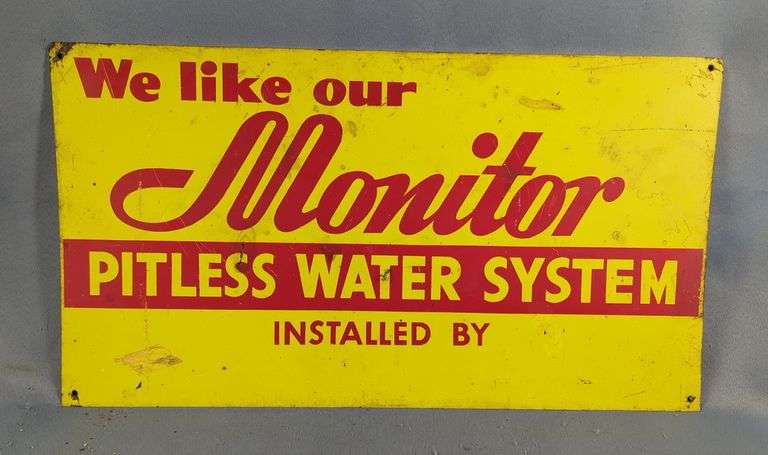 We like our
Monitor
PITLESS WATER SYSTEM
INSTALLED BY